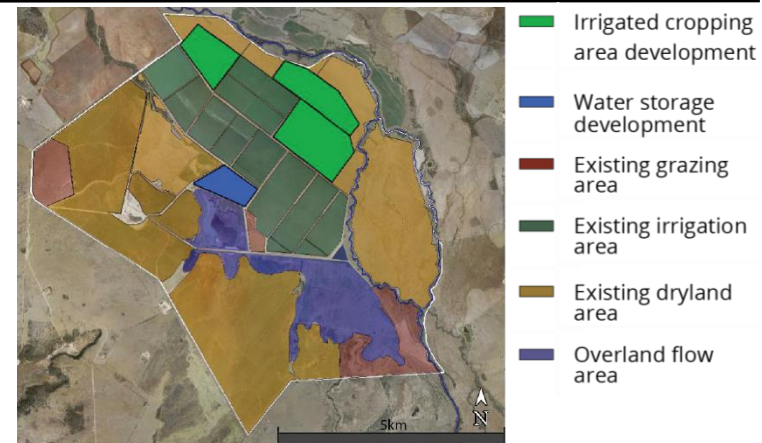 Irrigated cropping
area development
Water storage
development
Existing grazing
area
Existing irrigation
area
Existing dryland
area
Overland flow
area
N
5km